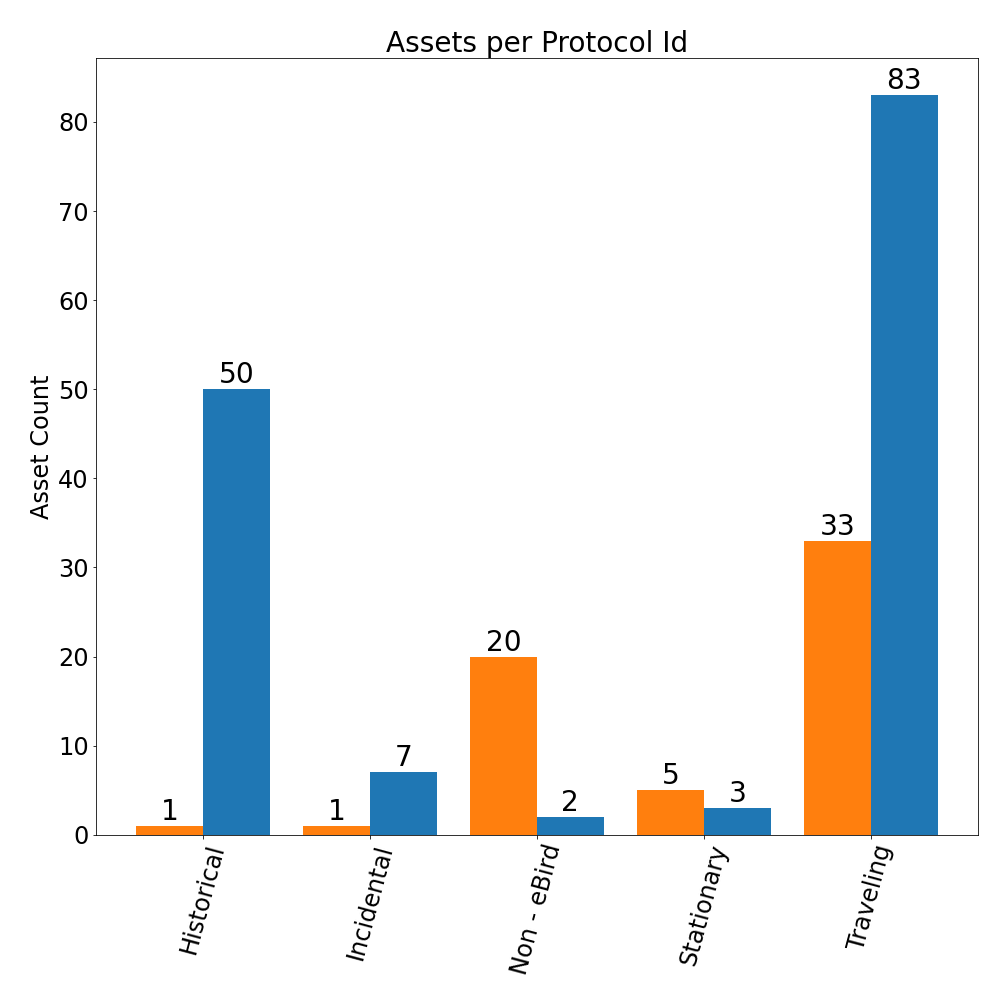 Assets per Protocol Id
Asset Count
80
70
60
50
40
30
20
10
0
1
50
1
7
20
2
5
3
33
83
Historical
Incidental
Non - eBird
Stationary
Traveling